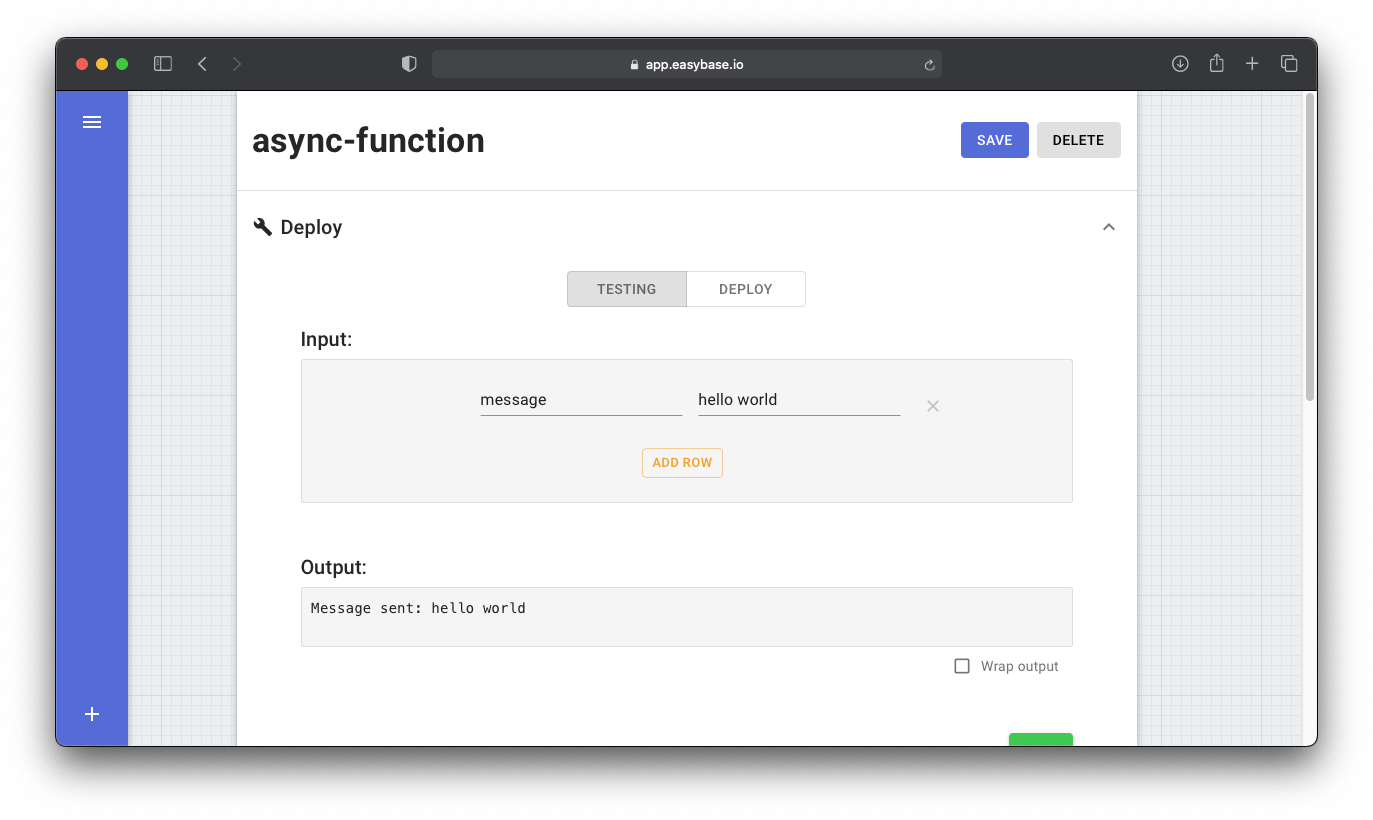 app.easybase.io
async-function
SAVE
DELETE
Deploy
TESTING
DEPLOY
Input:
message
hello world
ADD ROW
Output:
Message sent: hello world
Wrap output